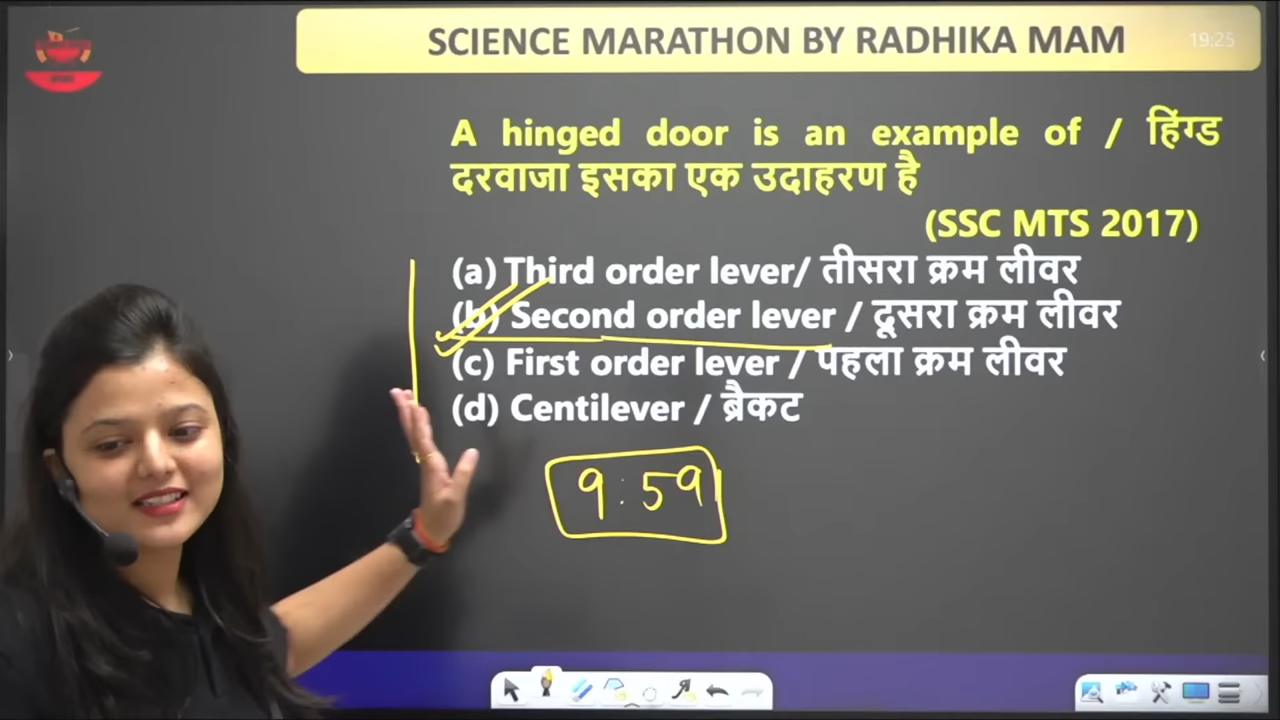 SCIENCE MARATHON BY RADHIKA MAM
19:25
A hinged door is an example of / हिंग्ड
दरवाजा इसका एक उदाहरण है
(SSC MTS 2017)
(a) Third order lever/ तीसरा क्रम लीवर
(b) Second order lever / दूसरा क्रम लीवर
(c) First order lever / पहला क्रम लीवर
(d) Centilever / ब्रैकट
9:59